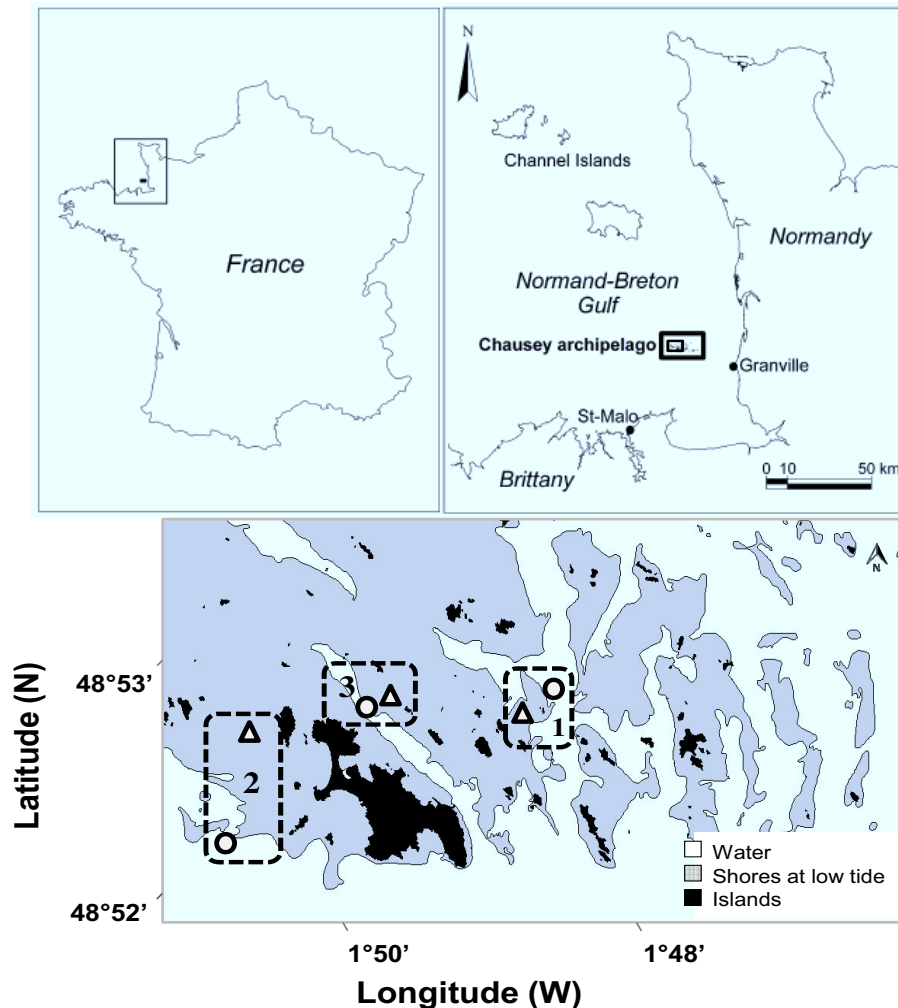 France
N
Channel Islands
Normandy
Normand-Breton
Gulf
Chausey archipelago
Granville
St-Malo
Brittany
0 10 50 km
N
Latitude (N)
48°53’
48°52’
3
1
2
Water
Shores at low tide
Islands
1°50’
1°48’
Longitude (W)